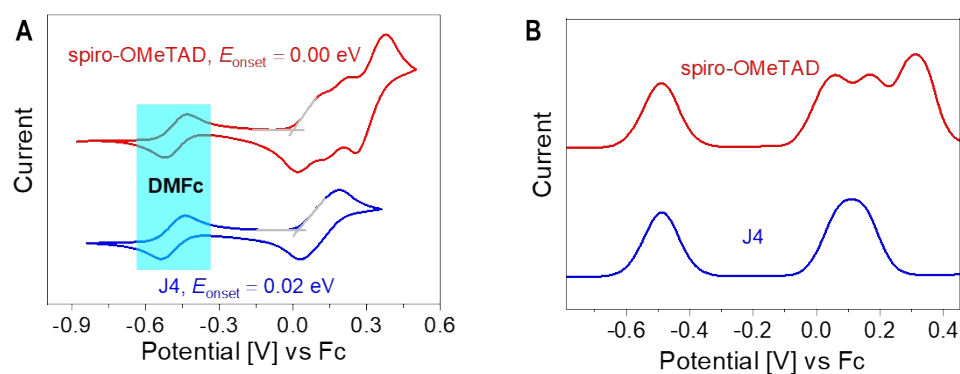 A
spiro-OMeTAD, Eonset = 0.00 eV
DMFc
J4, Eonset = 0.02 eV
Current
-0.9 -0.6 -0.3 0.0 0.3 0.6
Potential [V] vs Fc
B
spiro-OMeTAD
J4
Current
-0.6 -0.4 -0.2 0.0 0.2 0.4
Potential [V] vs Fc